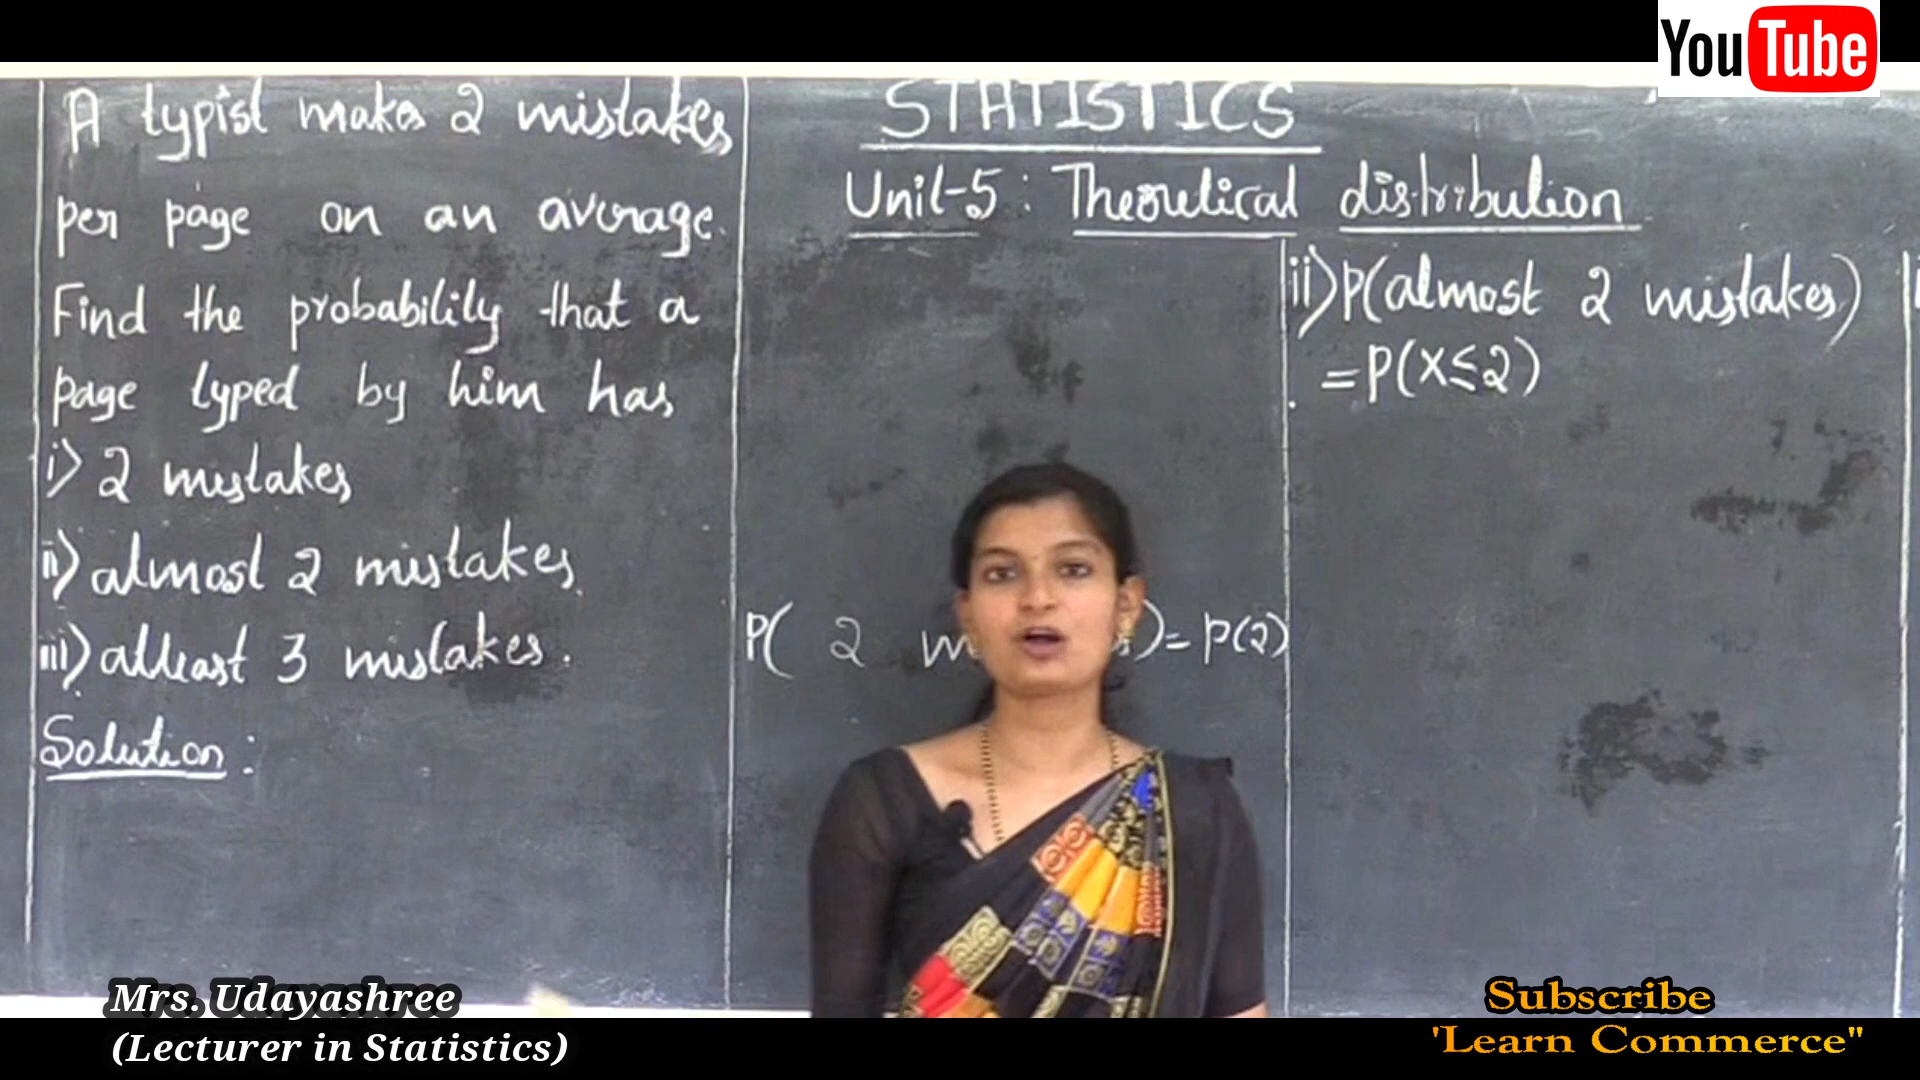 YouTube
A typist makes 2 mistakes
per page on an average.
Find the probability that a
page typed by him has
i) 2 mistakes
ii) almost 2 mistakes
iii) atleast 3 mistakes.
Solution:
STATISTICS
Unit-5: Theoretical distribution
P( 2 m s) = P(2)
ii) P(almost 2 mistakes)
= P(X≤2)
Mrs. Udayashree
(Lecturer in Statistics)
Subscribe
'Learn Commerce"